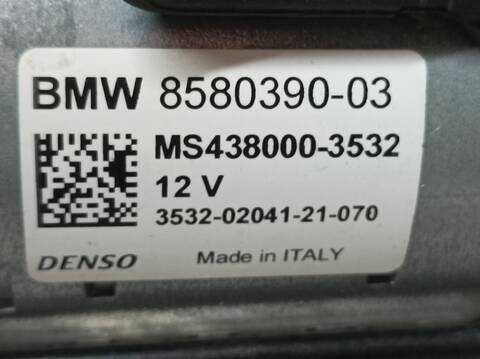 BMW 8580390-03
MS438000-3532
12 V
3532-02041-21-070
DENSO Made in ITALY